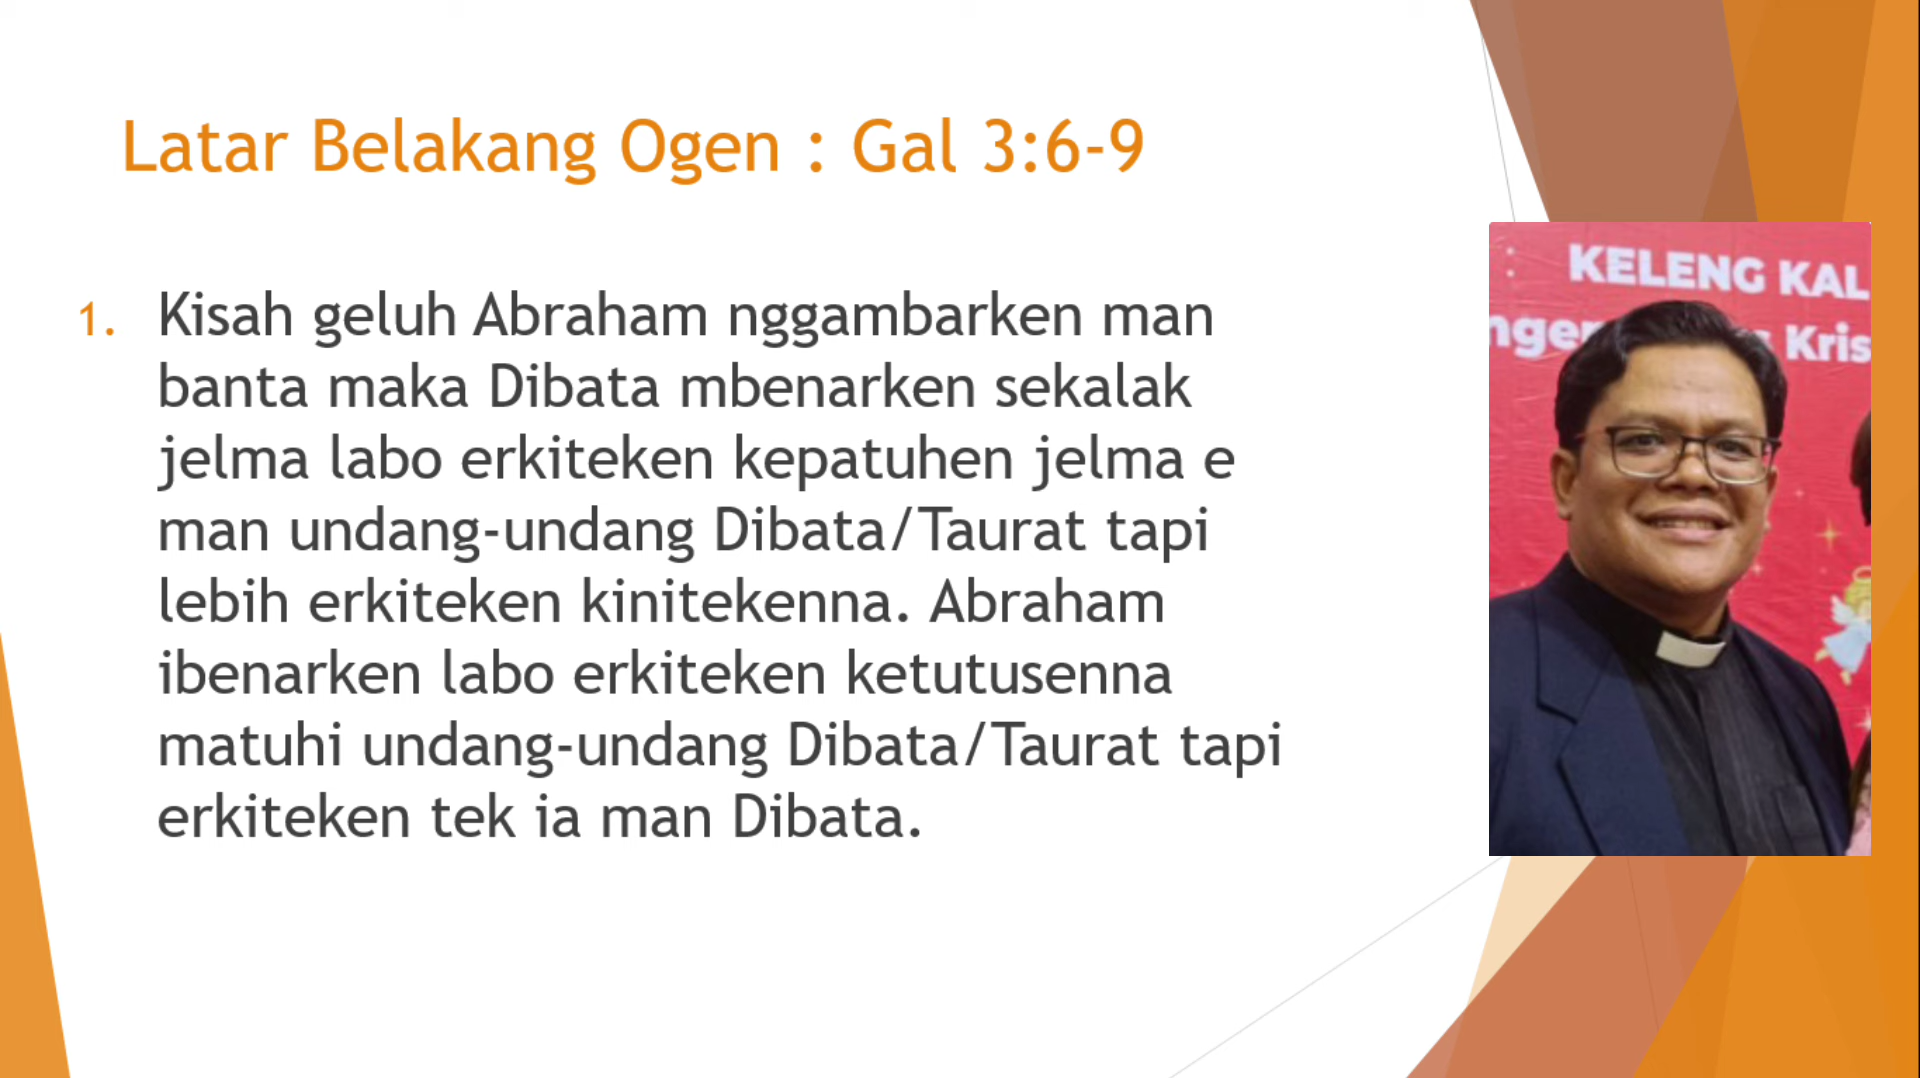 Latar Belakang Ogen : Gal 3:6-9
1. Kisah geluh Abraham nggambarken man
banta maka Dibata mbenarken sekalak
jelma labo erkiteken kepatuhen jelma e
man undang-undang Dibata/Taurat tapi
lebih erkiteken kinitekenna. Abraham
ibenarken labo erkiteken ketutusenna
matuhi undang-undang Dibata/Taurat tapi
erkiteken tek ia man Dibata.
KELENG KAL
Kris